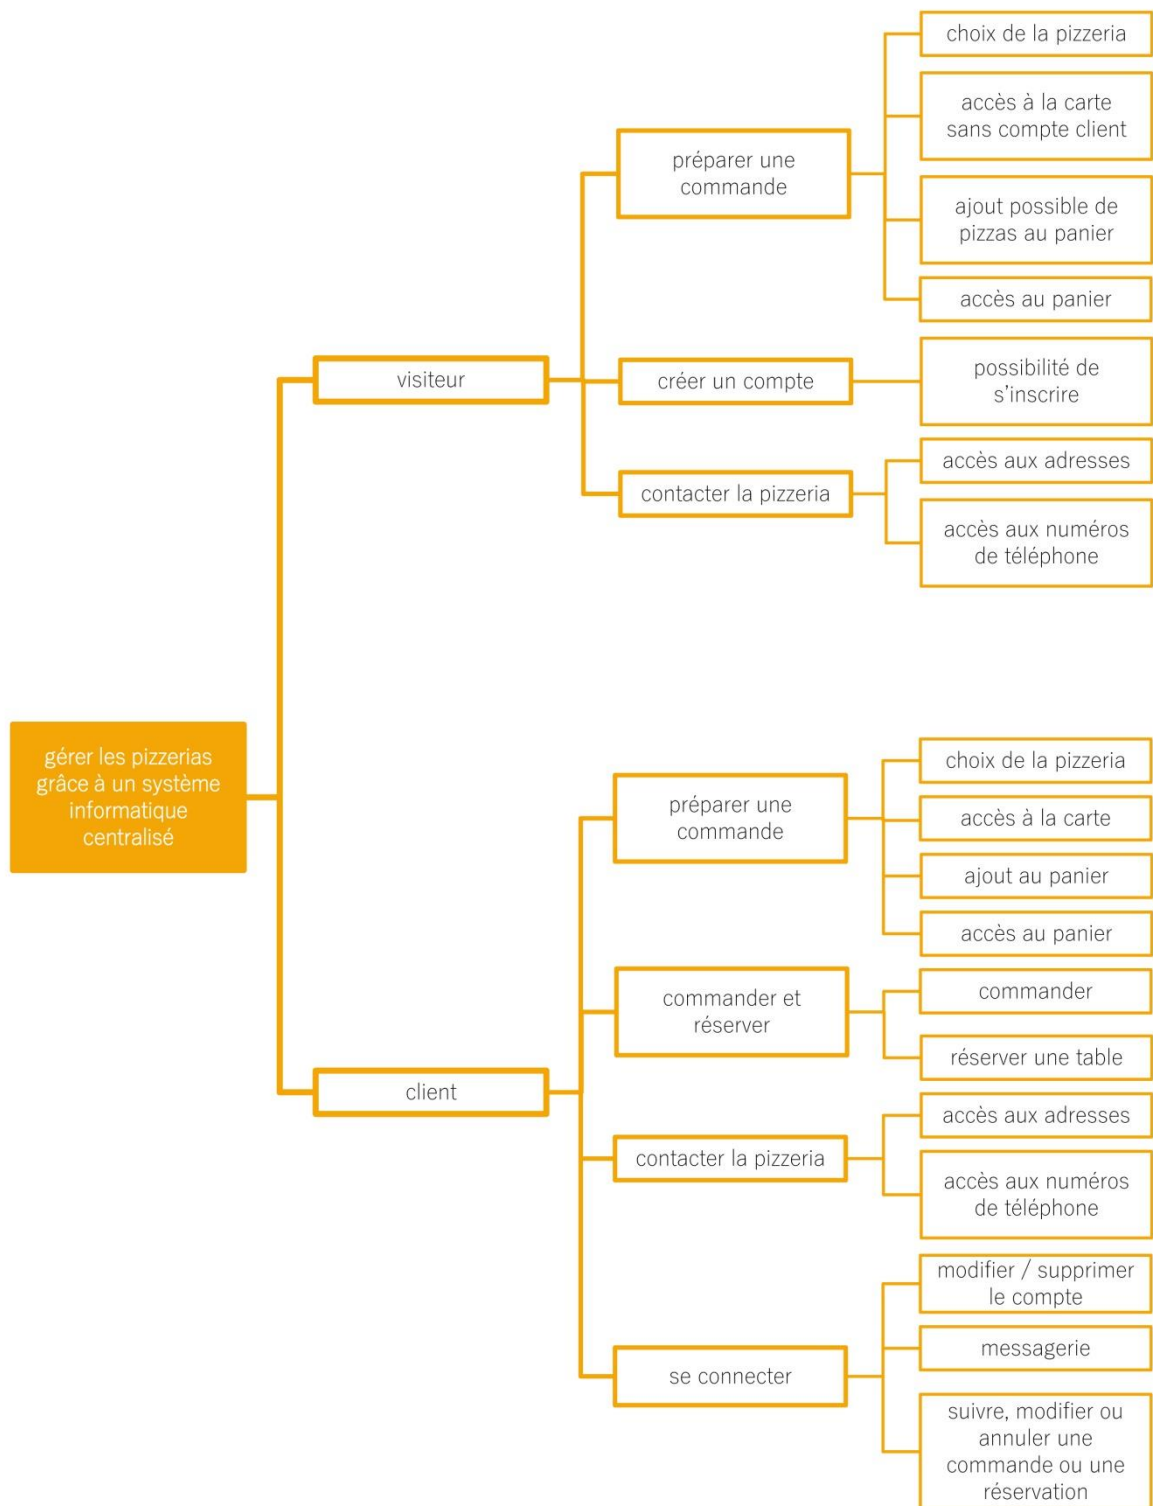 choix de la pizzeria
accès à la carte
sans compte client
préparer une
commande
ajout possible de
pizzas au panier
accès au panier
visiteur
créer un compte
possibilité de
s'inscrire
contacter la pizzeria
accès aux adresses
accès aux numéros
de téléphone
gérer les pizzerias
grâce à un système
informatique
centralisé
choix de la pizzeria
préparer une
commande
accès à la carte
ajout au panier
accès au panier
commander et
réserver
commander
réserver une table
client
contacter la pizzeria
accès aux adresses
accès aux numéros
de téléphone
se connecter
modifier / supprimer
le compte
messagerie
suivre, modifier ou
annuler une
commande ou une
réservation